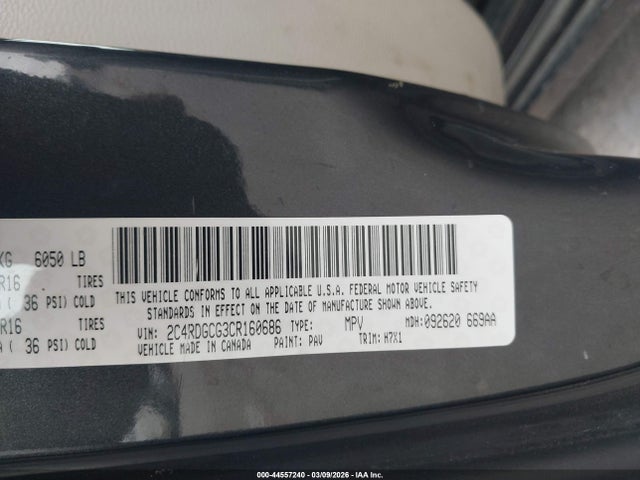 KG 6050 LB
R16 TIRES
( 36 PSI) COLD
R16 TIRES
( 36 PSI) COLD
THIS VEHICLE CONFORMS TO ALL APPLICABLE U.S.A. FEDERAL MOTOR VEHICLE SAFETY
STANDARDS IN EFFECT ON THE DATE OF MANUFACTURE SHOWN ABOVE.
VIN: 2C4RDGCG3CR160686 TYPE: MPV MDH: 092620 669AA
VEHICLE MADE IN CANADA PAINT: PAV TRIM: H7X1
000-44557240 - 03/09/2026 - IAA Inc.